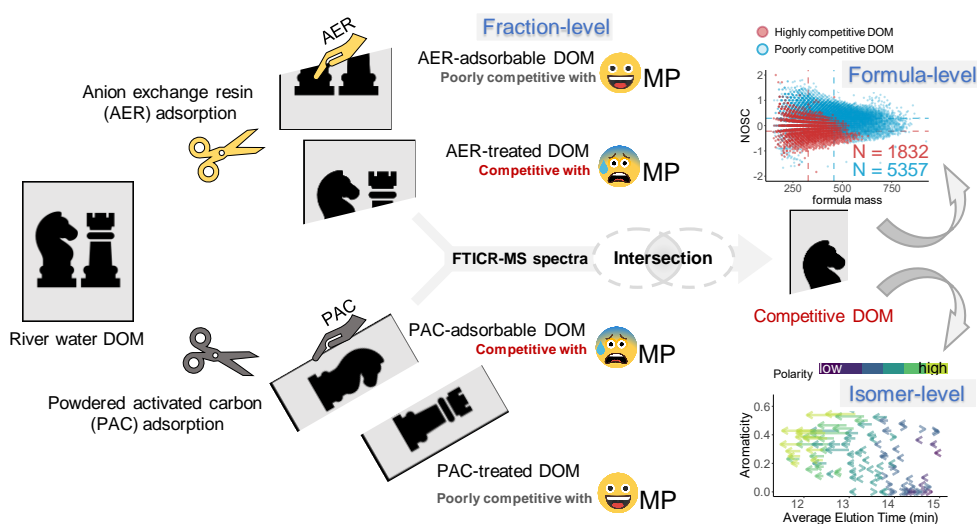 Fraction-level
AER
AER-adsorbable DOM
Poorly competitive with
MP
Anion exchange resin
(AER) adsorption
AER-treated DOM
Competitive with
MP
River water DOM
FTICR-MS spectra
Intersection
PAC
PAC-adsorbable DOM
Competitive with
MP
Powdered activated carbon
(PAC) adsorption
PAC-treated DOM
Poorly competitive with
MP
Highly competitive DOM
Poorly competitive DOM
Formula-level
NOSC
2
1
0
-1
-2
N = 1832
N = 5357
250
500
750
formula mass
Competitive DOM
Polarity
low
high
Isomer-level
Aromaticity
0.6
0.4
0.2
0.0
12
13
14
15
Average Elution Time (min)